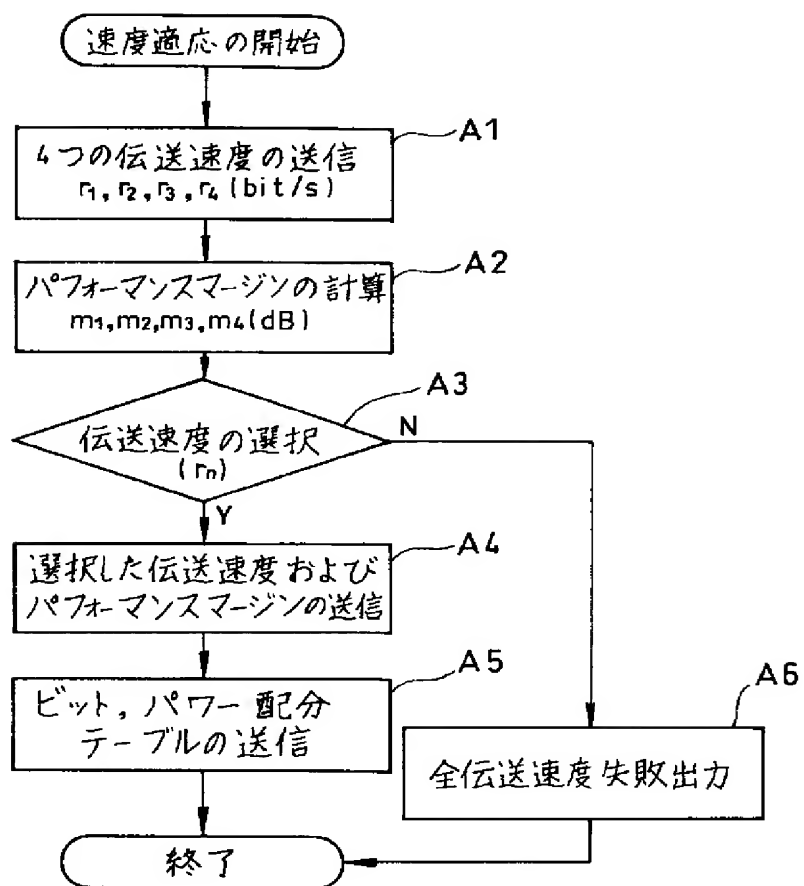 速度適応の開始
A1
4つの伝送速度の送信
r₁, r₂, r₃, r₄ (bit/s)
A2
パフォーマンスマージンの計算
m₁, m₂, m₃, m₄ (dB)
A3
伝送速度の選択
(rₙ)
N
Y
A4
選択した伝送速度および
パフォーマンスマージンの送信
A5
ビット, パワー配分
テーブルの送信
A6
全伝送速度失敗出力
終了